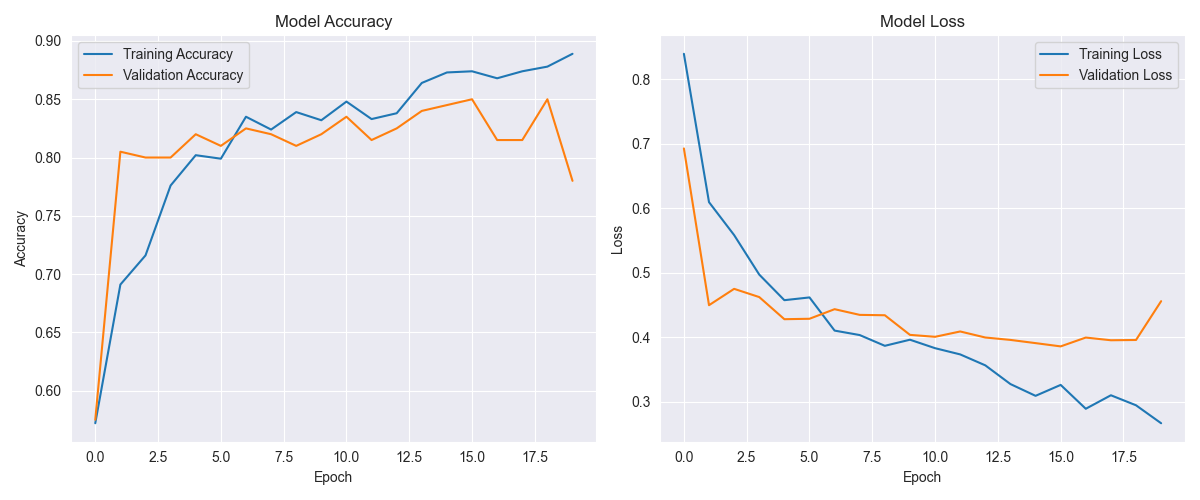 Model Accuracy
Training Accuracy
Validation Accuracy
0.90
0.85
0.80
0.75
0.70
0.65
0.60
Accuracy
0.0 2.5 5.0 7.5 10.0 12.5 15.0 17.5
Epoch
Model Loss
Training Loss
Validation Loss
0.8
0.7
0.6
0.5
0.4
0.3
Loss
0.0 2.5 5.0 7.5 10.0 12.5 15.0 17.5
Epoch